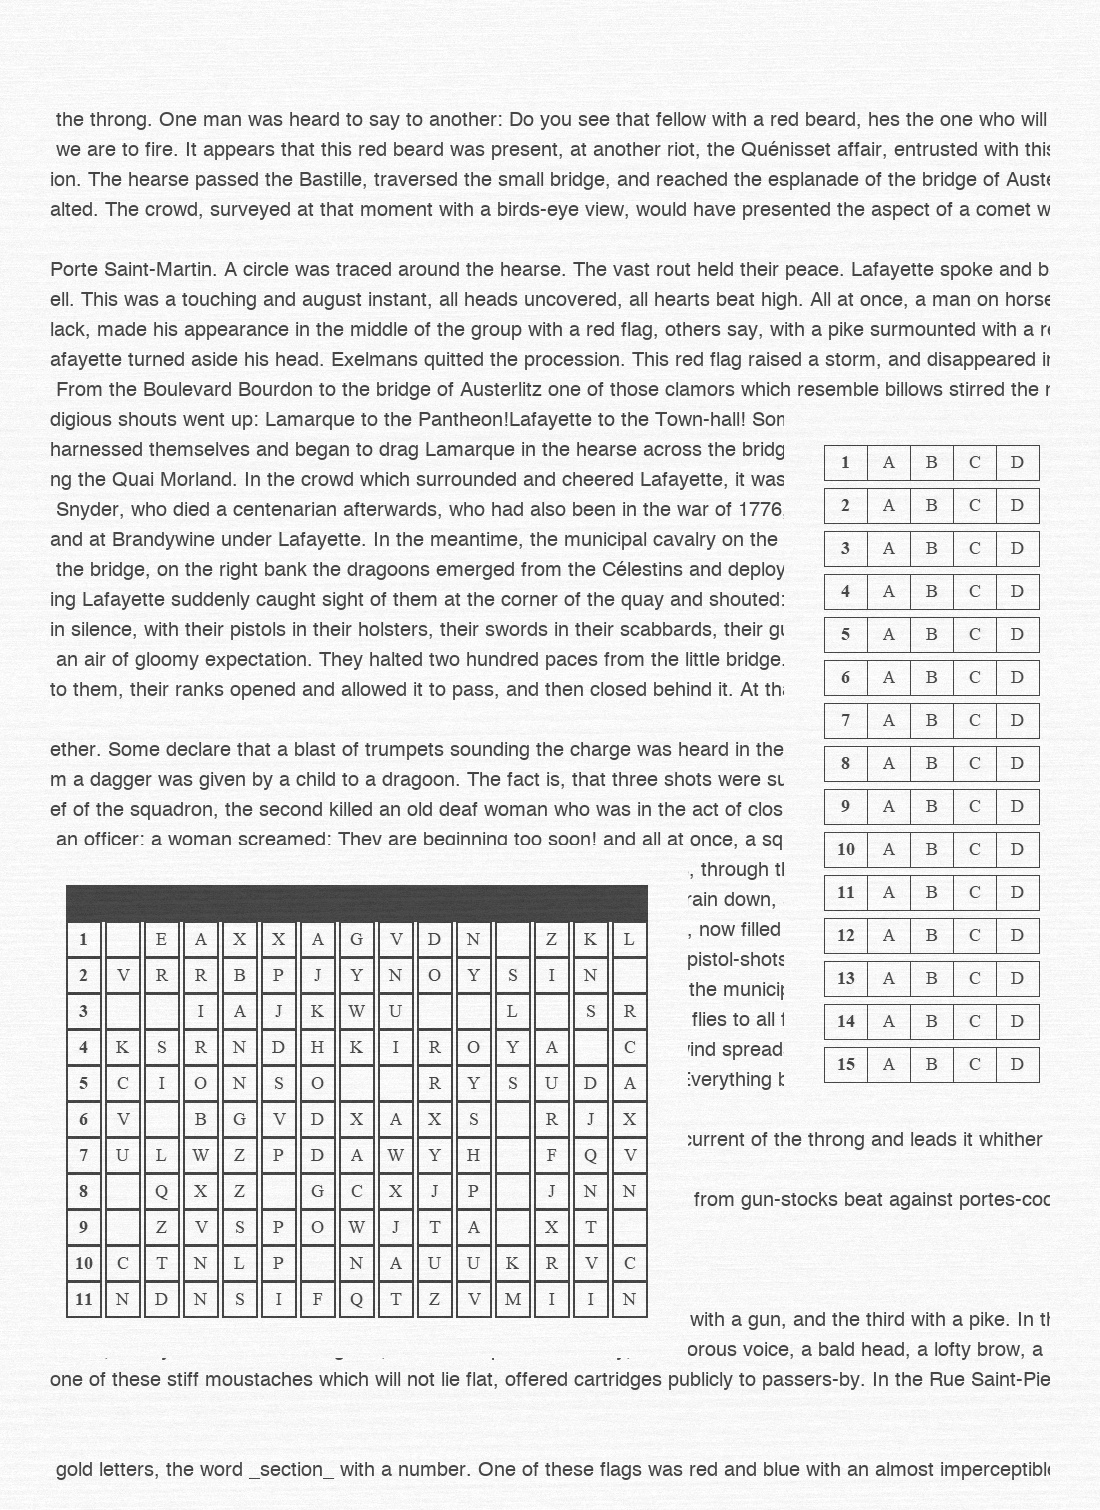 the throng. One man was heard to say to another: Do you see that fellow with a red beard, hes the one who will
we are to fire. It appears that this red beard was present, at another riot, the Quénisset affair, entrusted with this
ion. The hearse passed the Bastille, traversed the small bridge, and reached the esplanade of the bridge of Auste
alted. The crowd, surveyed at that moment with a birds-eye view, would have presented the aspect of a comet w
Porte Saint-Martin. A circle was traced around the hearse. The vast rout held their peace. Lafayette spoke and b
ell. This was a touching and august instant, all heads uncovered, all hearts beat high. All at once, a man on horse
lack, made his appearance in the middle of the group with a red flag, others say, with a pike surmounted with a re
afayette turned aside his head. Exelmans quitted the procession. This red flag raised a storm, and disappeared in
From the Boulevard Bourdon to the bridge of Austerlitz one of those clamors which resemble billows stirred the
digious shouts went up: Lamarque to the Pantheon!Lafayette to the Town-hall! Som
harnessed themselves and began to drag Lamarque in the hearse across the bridg
ng the Quai Morland. In the crowd which surrounded and cheered Lafayette, it was
Snyder, who died a centenarian afterwards, who had also been in the war of 1776,
and at Brandywine under Lafayette. In the meantime, the municipal cavalry on the
the bridge, on the right bank the dragoons emerged from the Célestins and deploy
ing Lafayette suddenly caught sight of them at the corner of the quay and shouted:
in silence, with their pistols in their holsters, their swords in their scabbards, their gu
an air of gloomy expectation. They halted two hundred paces from the little bridge.
to them, their ranks opened and allowed it to pass, and then closed behind it. At tha
ether. Some declare that a blast of trumpets sounding the charge was heard in the
m a dagger was given by a child to a dragoon. The fact is, that three shots were su
ef of the squadron, the second killed an old deaf woman who was in the act of clos
an officer; a woman screamed: They are beginning too soon! and all at once, a sq
, through th
rain down,
, now filled
pistol-shots
the municip
flies to all f
ind spread
Everything b
1 A B C D
2 A B C D
3 A B C D
4 A B C D
5 A B C D
6 A B C D
7 A B C D
8 A B C D
9 A B C D
10 A B C D
11 A B C D
12 A B C D
13 A B C D
14 A B C D
15 A B C D
1 E A X X A G V D N Z K L
2 V R R B P J Y N O Y S I N
3 I A J K W U L S R
4 K S R N D H K I R O Y A C
5 C I O N S O R Y S U D A
6 V B G V D X A X S R J X
7 U L W Z P D A W Y H F Q V
8 Q X Z G C X J P J N N
9 Z V S P O W J T A X T
10 C T N L P N A U U K R V C
11 N D N S I F Q T Z V M I I N
current of the throng and leads it whither
from gun-stocks beat against portes-coc
with a gun, and the third with a pike. In th
orous voice, a bald head, a lofty brow, a
one of these stiff moustaches which will not lie flat, offered cartridges publicly to passers-by. In the Rue Saint-Pie
gold letters, the word _section_ with a number. One of these flags was red and blue with an almost imperceptible